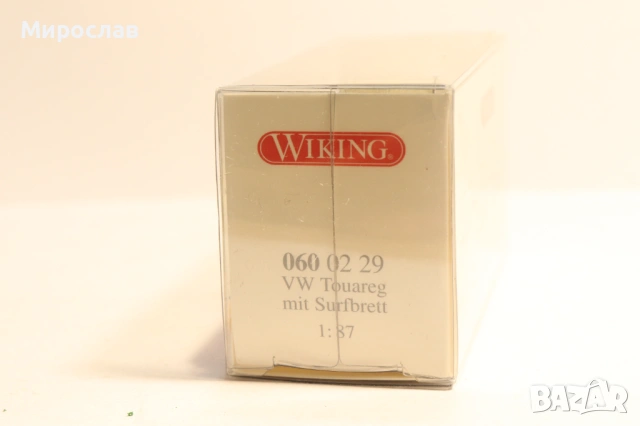 Мирослав
WIKING
060 02 29
VW Touareg
mit Surfbrett
1:87
BAZAR